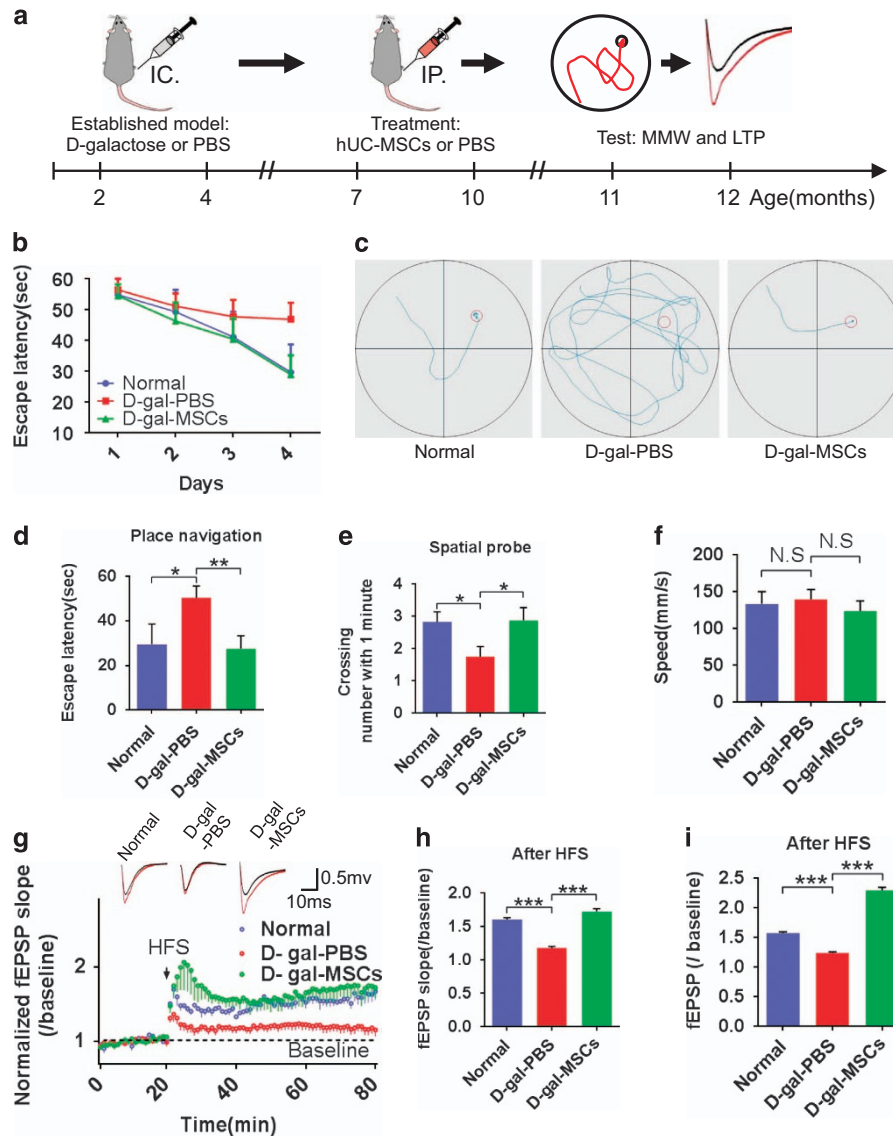 a
IC.
IP.
Established model:
D-galactose or PBS
Treatment:
hUC-MSCs or PBS
Test: MMW and LTP
2 4 7 10 11 12 Age(months)
b
Escape latency(sec)
60
50
40
30
20
10
Normal
D-gal-PBS
D-gal-MSCs
1 2 3 4
Days
c
Normal D-gal-PBS D-gal-MSCs
d
Place navigation
Escape latency(sec)
60
40
20
0
* **
Normal
D-gal-PBS
D-gal-MSCs
e
Spatial probe
Crossing
number with 1 minute
4
3
2
1
0
* *
Normal
D-gal-PBS
D-gal-MSCs
f
Speed(mm/s)
200
150
100
50
0
N.S N.S
Normal
D-gal-PBS
D-gal-MSCs
g
Normal
D-gal
-PBS
D-gal
-MSCs
0.5mv
10ms
Normalized fEPSP slope
(/baseline)
2
1
HFS
Normal
D- gal-PBS
D- gal-MSCs
Baseline
0 20 40 60 80
Time(min)
h
After HFS
fEPSP slope(/baseline)
2.0
1.5
1.0
0.5
0.0
*** ***
Normal
D-gal-PBS
D-gal-MSCs
i
After HFS
fEPSP (/ baseline)
2.5
2.0
1.5
1.0
0.5
0.0
*** ***
Normal
D-gal-PBS
D-gal-MSCs